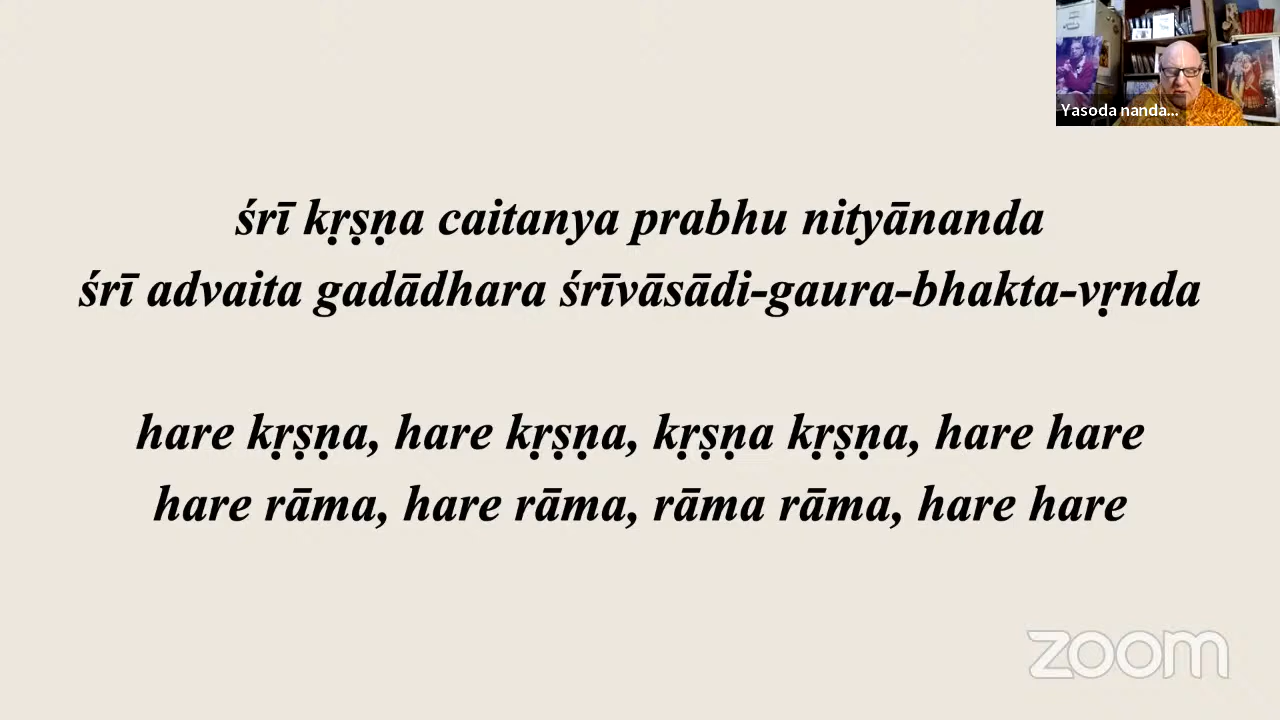 Yasoda nanda...
śrī kṛṣṇa caitanya prabhu nityānanda
śrī advaita gadādhara śrīvāsādi-gaura-bhakta-vṛnda
hare kṛṣṇa, hare kṛṣṇa, kṛṣṇa kṛṣṇa, hare hare
hare rāma, hare rāma, rāma rāma, hare hare
zoom